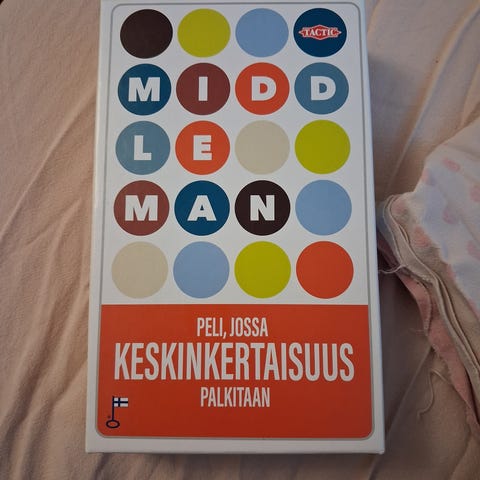 TACTIC
MIDD
LE
MAN
PELI, JOSSA
KESKINKERTAISUUS
PALKITAAN